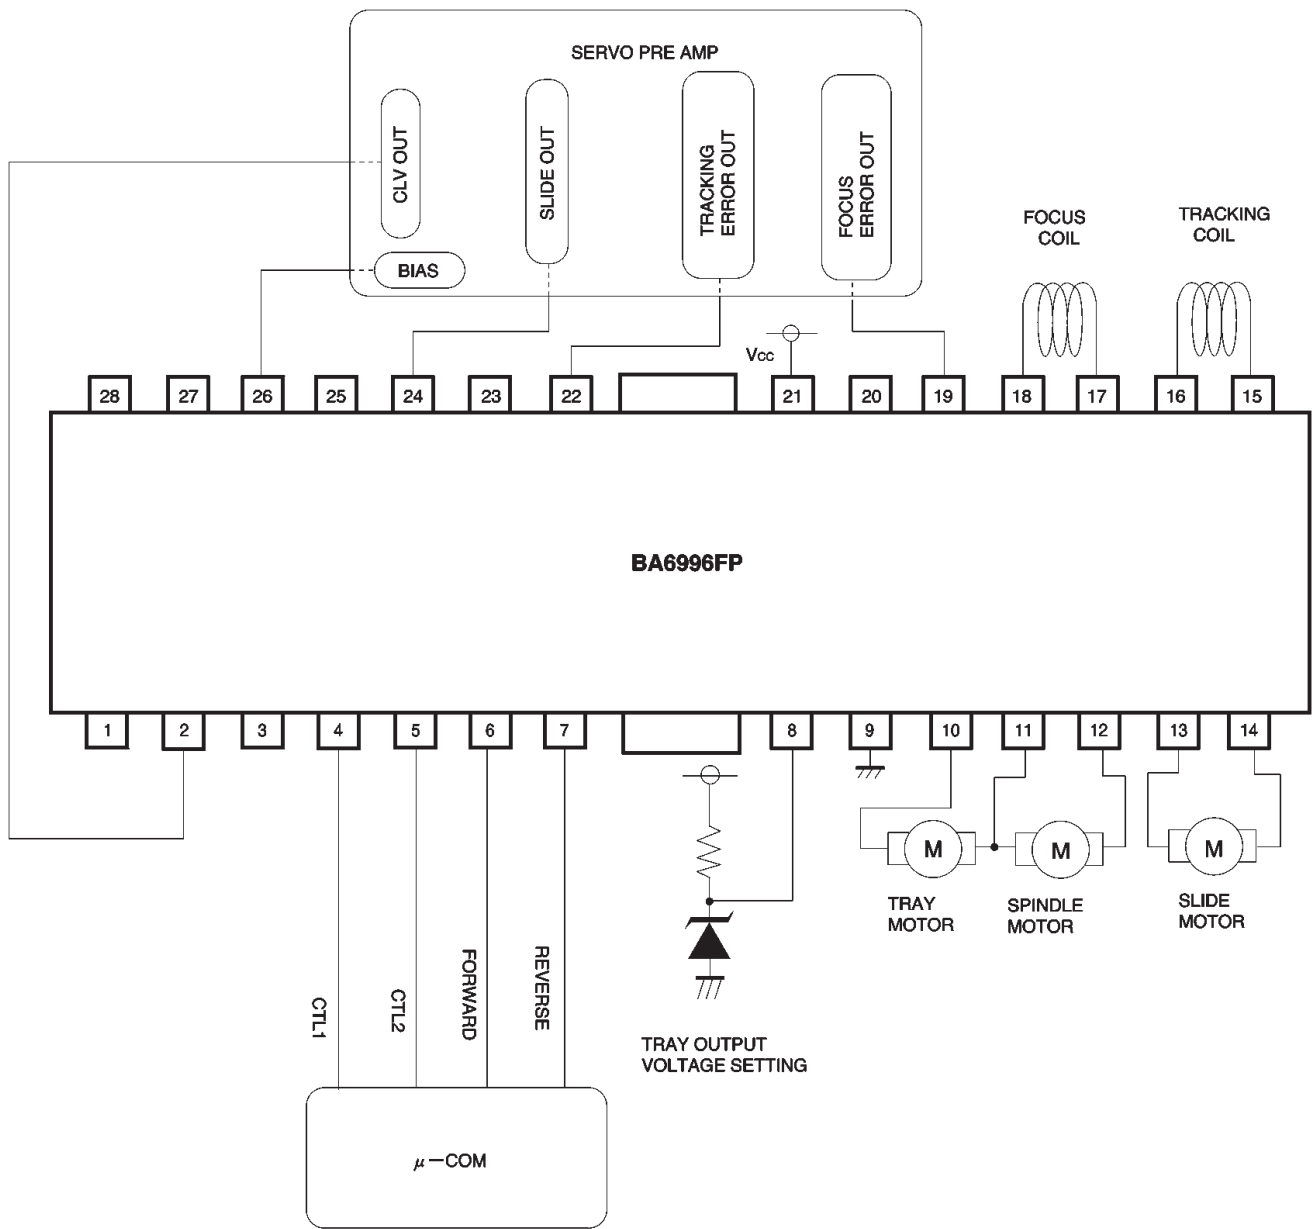 SERVO PRE AMP
CLV OUT
SLIDE OUT
TRACKING
ERROR OUT
FOCUS
ERROR OUT
BIAS
FOCUS
COIL
TRACKING
COIL
Vcc
28 27 26 25 24 23 22 21 20 19 18 17 16 15
BA6996FP
1 2 3 4 5 6 7 8 9 10 11 12 13 14
M M M
TRAY
MOTOR
SPINDLE
MOTOR
SLIDE
MOTOR
CTL1
CTL2
FORWARD
REVERSE
TRAY OUTPUT
VOLTAGE SETTING
μ−COM